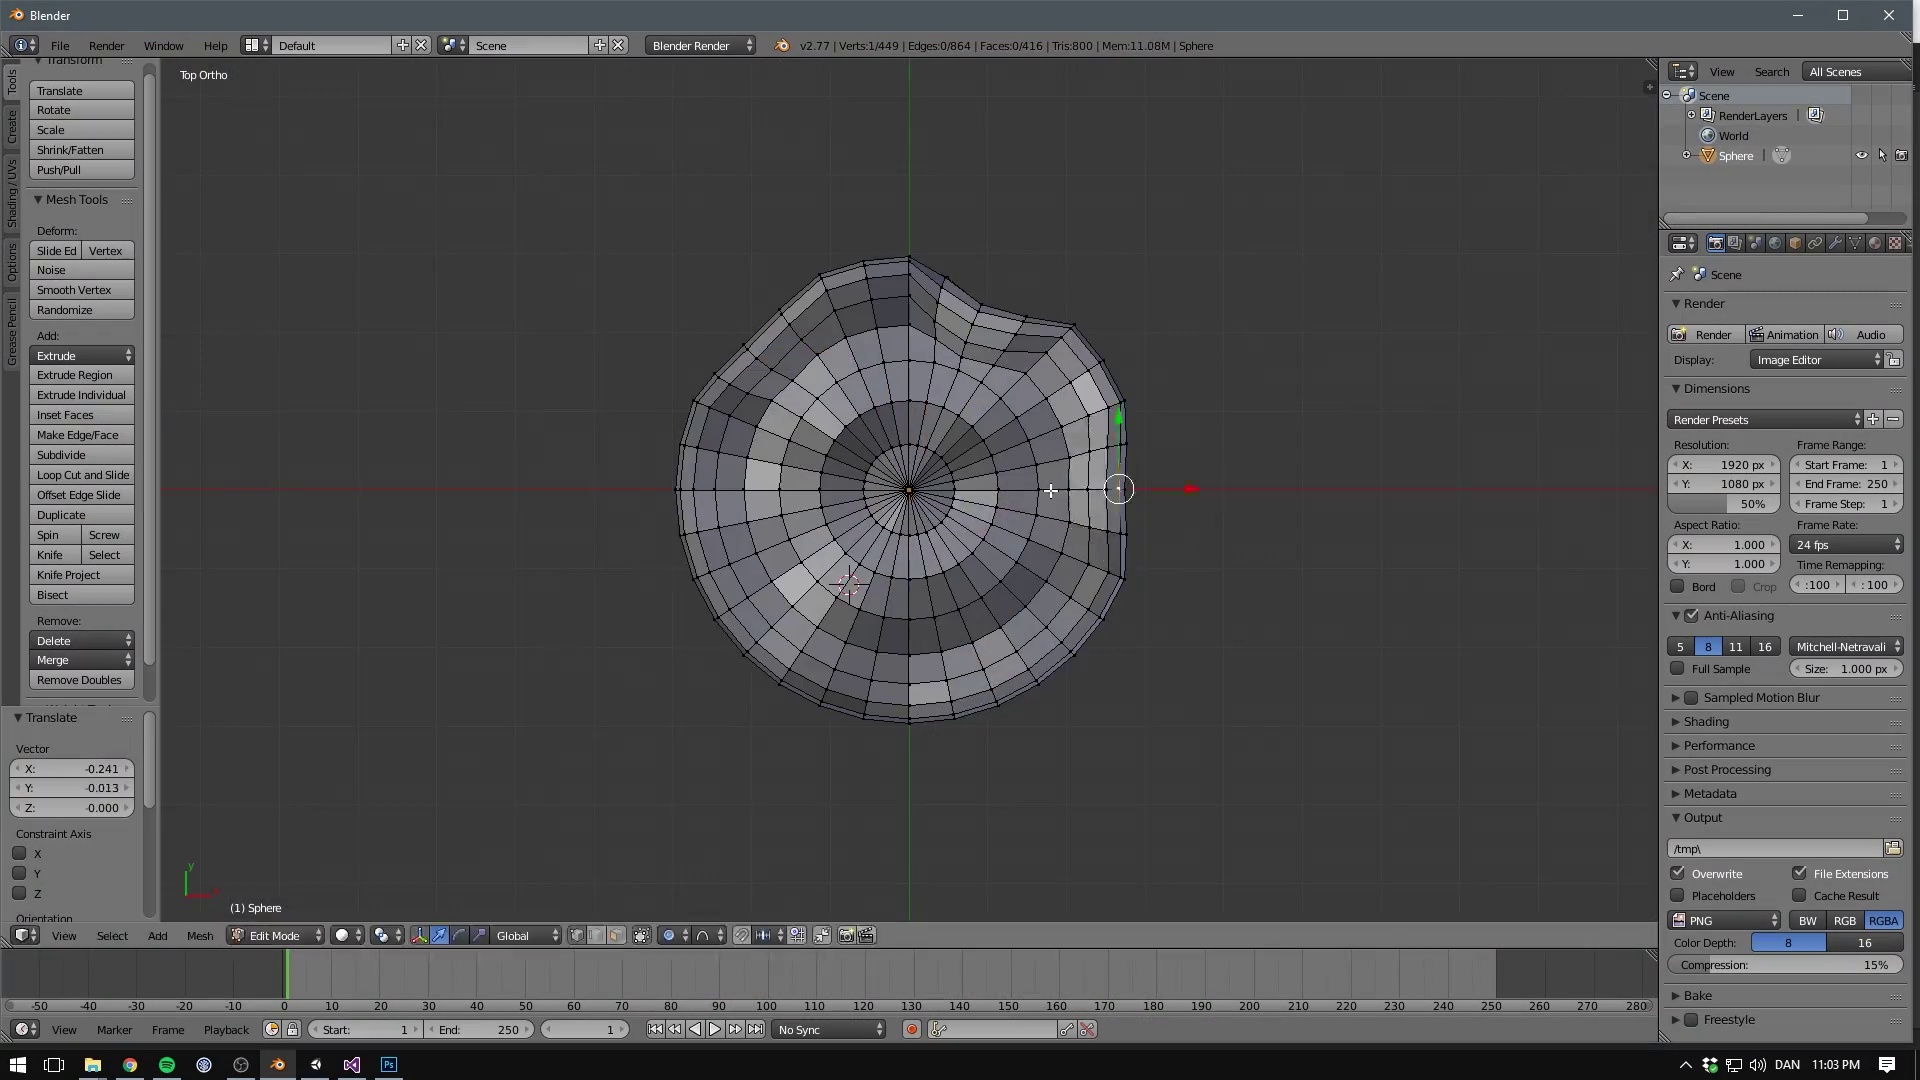 Blender
File Render Window Help Default Scene Blender Render v2.77 | Verts:1/449 | Edges:0/864 | Faces:0/416 | Tris:800 | Mem:11.08M | Sphere
Top Ortho
Tools
Create
Shading / UVs
Options
Grease Pencil
Transform
Translate
Rotate
Scale
Shrink/Fatten
Push/Pull
Mesh Tools
Deform:
Slide Ed Vertex
Noise
Smooth Vertex
Randomize
Add:
Extrude
Extrude Region
Extrude Individual
Inset Faces
Make Edge/Face
Subdivide
Loop Cut and Slide
Offset Edge Slide
Duplicate
Spin Screw
Knife Select
Knife Project
Bisect
Remove:
Delete
Merge
Remove Doubles
Translate
Vector
X: -0.241
Y: -0.013
Z: -0.000
Constraint Axis
X
Y
Z
Orientation
y
(1) Sphere
View Select Add Mesh Edit Mode Global
-50 -40 -30 -20 -10 0 10 20 30 40 50 60 70 80 90 100 110 120 130 140 150 160 170 180 190 200 210 220 230 240 250 260 270 280
View Marker Frame Playback Start: 1 End: 250 1 No Sync
View Search All Scenes
Scene
RenderLayers |
World
Sphere |
Scene
Render
Render Animation Audio
Display: Image Editor
Dimensions
Render Presets
Resolution: Frame Range:
X: 1920 px Start Frame: 1
Y: 1080 px End Frame: 250
50% Frame Step: 1
Aspect Ratio: Frame Rate:
X: 1.000 24 fps
Y: 1.000 Time Remapping:
Bord Crop :100 : 100
Anti-Aliasing
5 8 11 16 Mitchell-Netravali
Full Sample Size: 1.000 px
Sampled Motion Blur
Shading
Performance
Post Processing
Metadata
Output
/tmp\
Overwrite File Extensions
Placeholders Cache Result
PNG BW RGB RGBA
Color Depth: 8 16
Compression: 15%
Bake
Freestyle
Ps DAN 11:03 PM